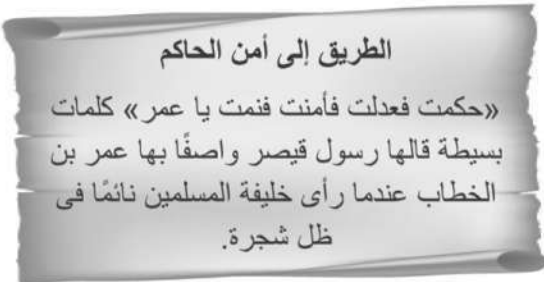 الطريق إلى أمن الحاكم
«حكمت فعدلت فأمنت فنمت يا عمر» كلمات
بسيطة قالها رسول قيصر واصفًا بها عمر بن
الخطاب عندما رأى خليفة المسلمين نائمًا فى
ظل شجرة.